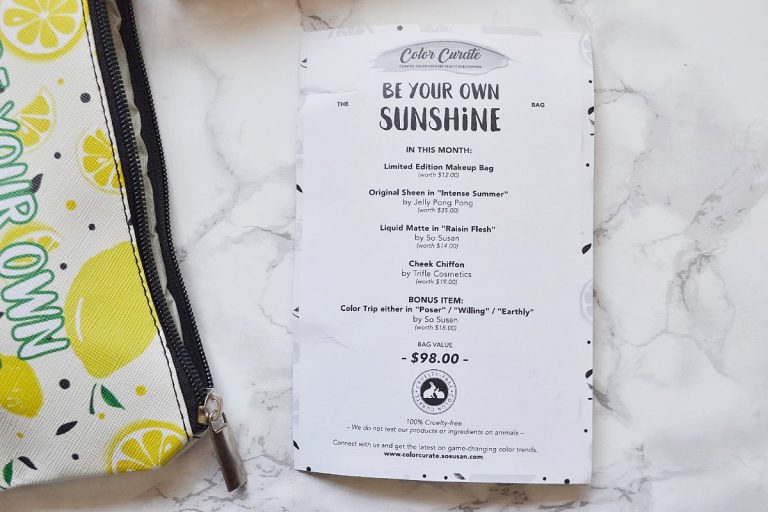 YOUR OWN
Color Curate
THE
BE YOUR OWN
SUNSHiNE
BAG
IN THIS MONTH:
Limited Edition Makeup Bag
(worth $12.00)
Original Sheen in "Intense Summer"
by Jelly Pong Pong
(worth $35.00)
Liquid Matte in "Raisin Flesh"
by So Susan
(worth $14.00)
Cheek Chiffon
by Trifle Cosmetics
(worth $19.00)
BONUS ITEM:
Color Trip either in "Poser" / "Willing" / "Earthly"
by So Susan
(worth $18.00)
BAG VALUE
- $98.00 -
CRUELTY-FREE
COLOR CURATE
100% Cruelty-free
– We do not test our products or ingredients on animals –
Connect with us and get the latest on game-changing color trends.
www.colorcurate.sosusan.com